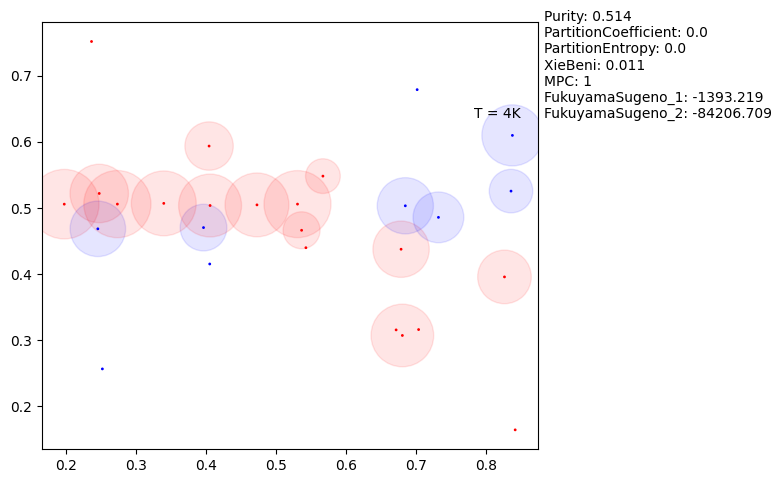 Purity: 0.514
PartitionCoefficient: 0.0
PartitionEntropy: 0.0
XieBeni: 0.011
MPC: 1
FukuyamaSugeno_1: -1393.219
FukuyamaSugeno_2: -84206.709
T = 4K
0.7
0.6
0.5
0.4
0.3
0.2
0.2 0.3 0.4 0.5 0.6 0.7 0.8